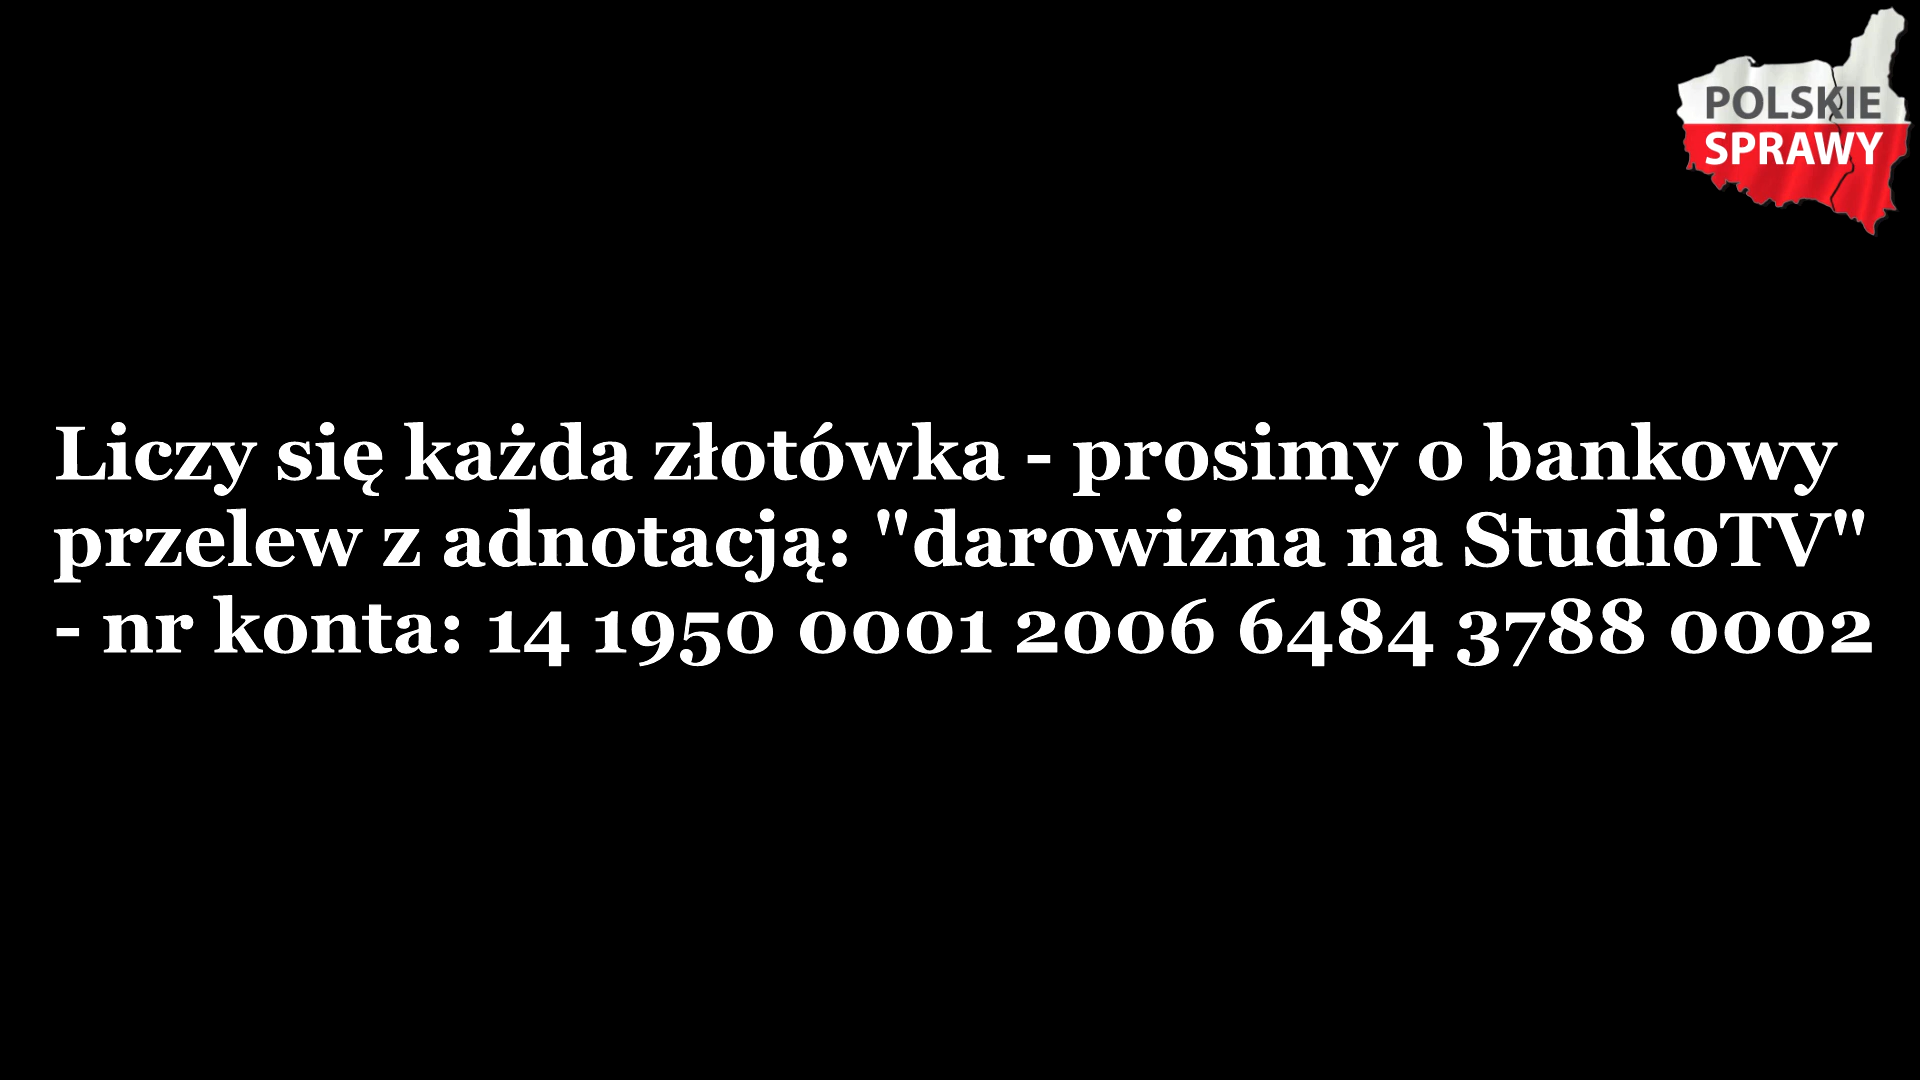 POLSKIE
SPRAWY
Liczy się każda złotówka - prosimy o bankowy
przelew z adnotacją: "darowizna na StudioTV"
- nr konta: 14 1950 0001 2006 6484 3788 0002